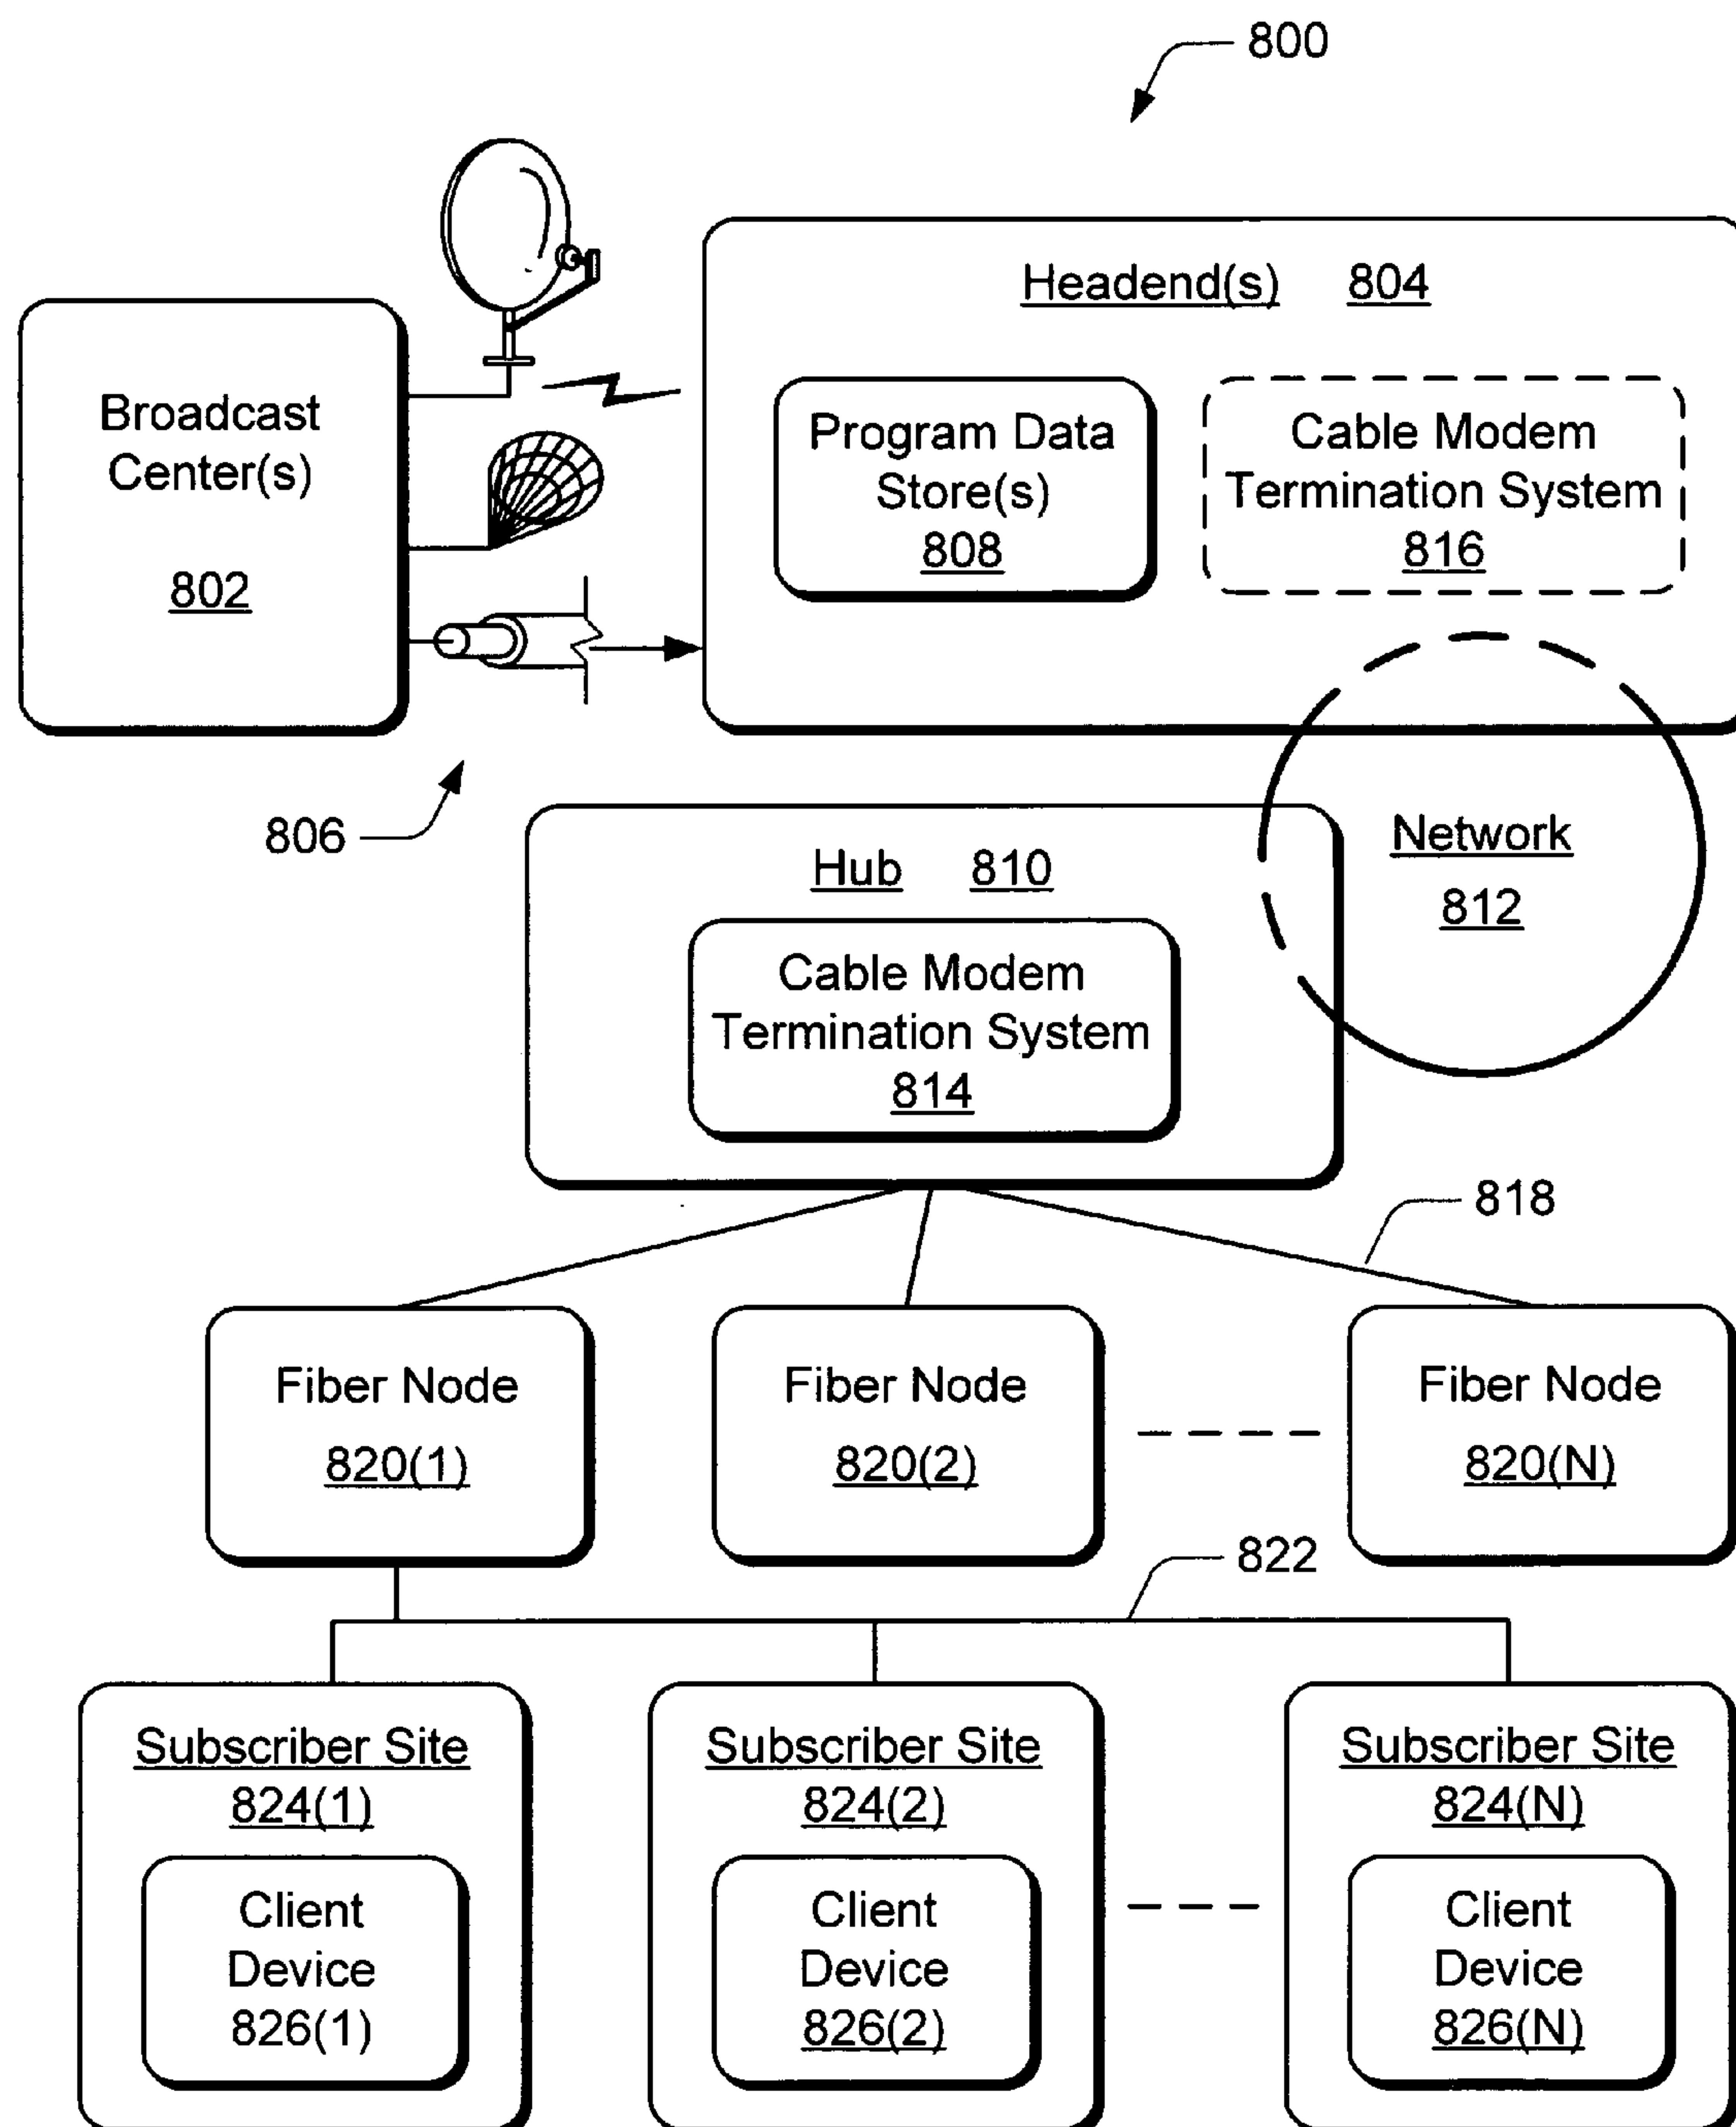 800
Headend(s) 804
Broadcast
Center(s)
802
Program Data
Store(s)
808
Cable Modem
Termination System
816
806
Hub 810
Network
812
Cable Modem
Termination System
814
818
Fiber Node
820(1)
Fiber Node
820(2)
Fiber Node
820(N)
822
Subscriber Site
824(1)
Client
Device
826(1)
Subscriber Site
824(2)
Client
Device
826(2)
Subscriber Site
824(N)
Client
Device
826(N)